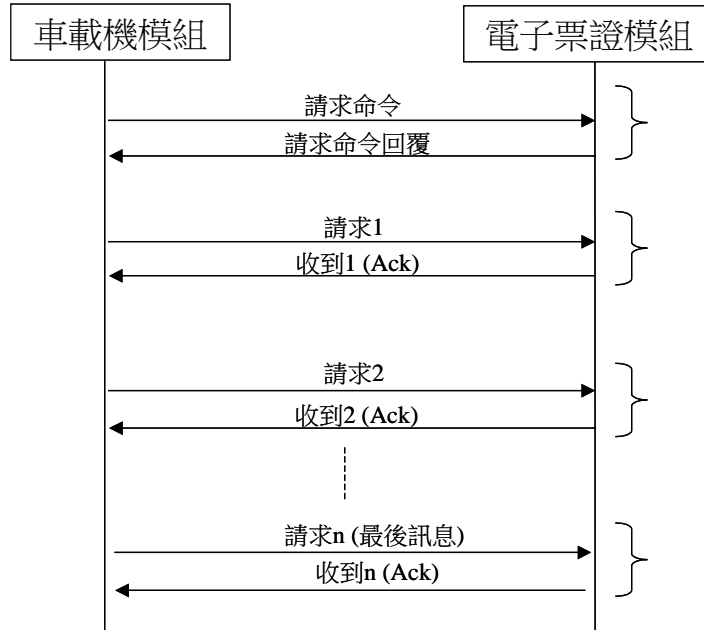 車載機模組
電子票證模組
請求命令
請求命令回覆
請求1
收到1 (Ack)
請求2
收到2 (Ack)
請求n (最後訊息)
收到n (Ack)